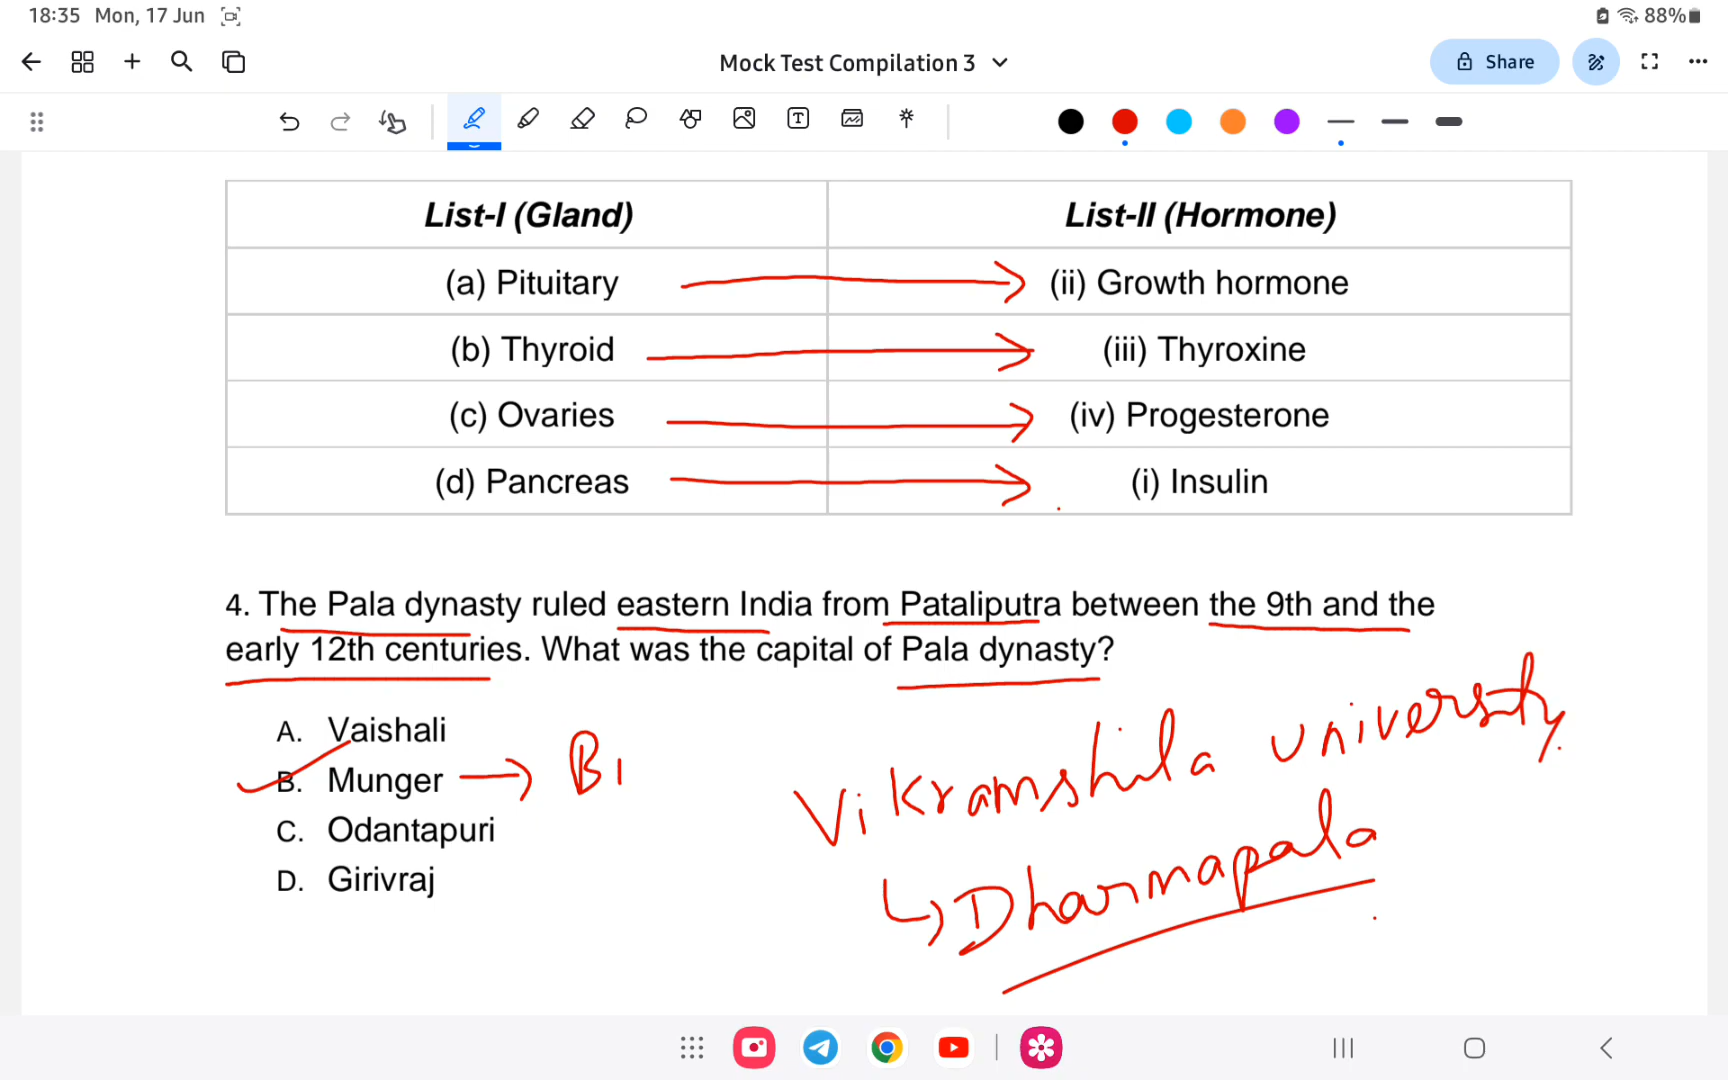 18:35 Mon, 17 Jun 88%
Mock Test Compilation 3 Share
List-I (Gland) List-II (Hormone)
(a) Pituitary (ii) Growth hormone
(b) Thyroid (iii) Thyroxine
(c) Ovaries (iv) Progesterone
(d) Pancreas (i) Insulin
4. The Pala dynasty ruled eastern India from Pataliputra between the 9th and the
early 12th centuries. What was the capital of Pala dynasty?
A. Vaishali
B. Munger → Bi
C. Odantapuri
D. Girivraj
Vikramshila University
↳ Dharmapala